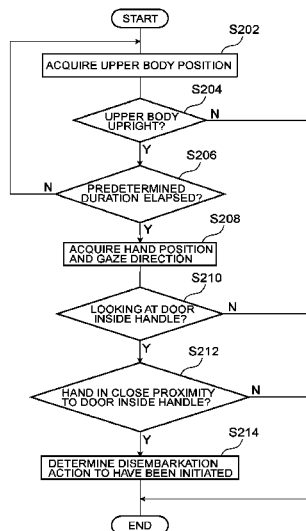 START
S202
ACQUIRE UPPER BODY POSITION
S204
UPPER BODY
UPRIGHT?
N
Y
S206
N
PREDETERMINED
DURATION ELAPSED?
Y
S208
ACQUIRE HAND POSITION
AND GAZE DIRECTION
S210
LOOKING AT DOOR
INSIDE HANDLE?
N
Y
S212
HAND IN CLOSE PROXIMITY
TO DOOR INSIDE HANDLE?
N
Y
S214
DETERMINE DISEMBARKATION
ACTION TO HAVE BEEN INITIATED
END